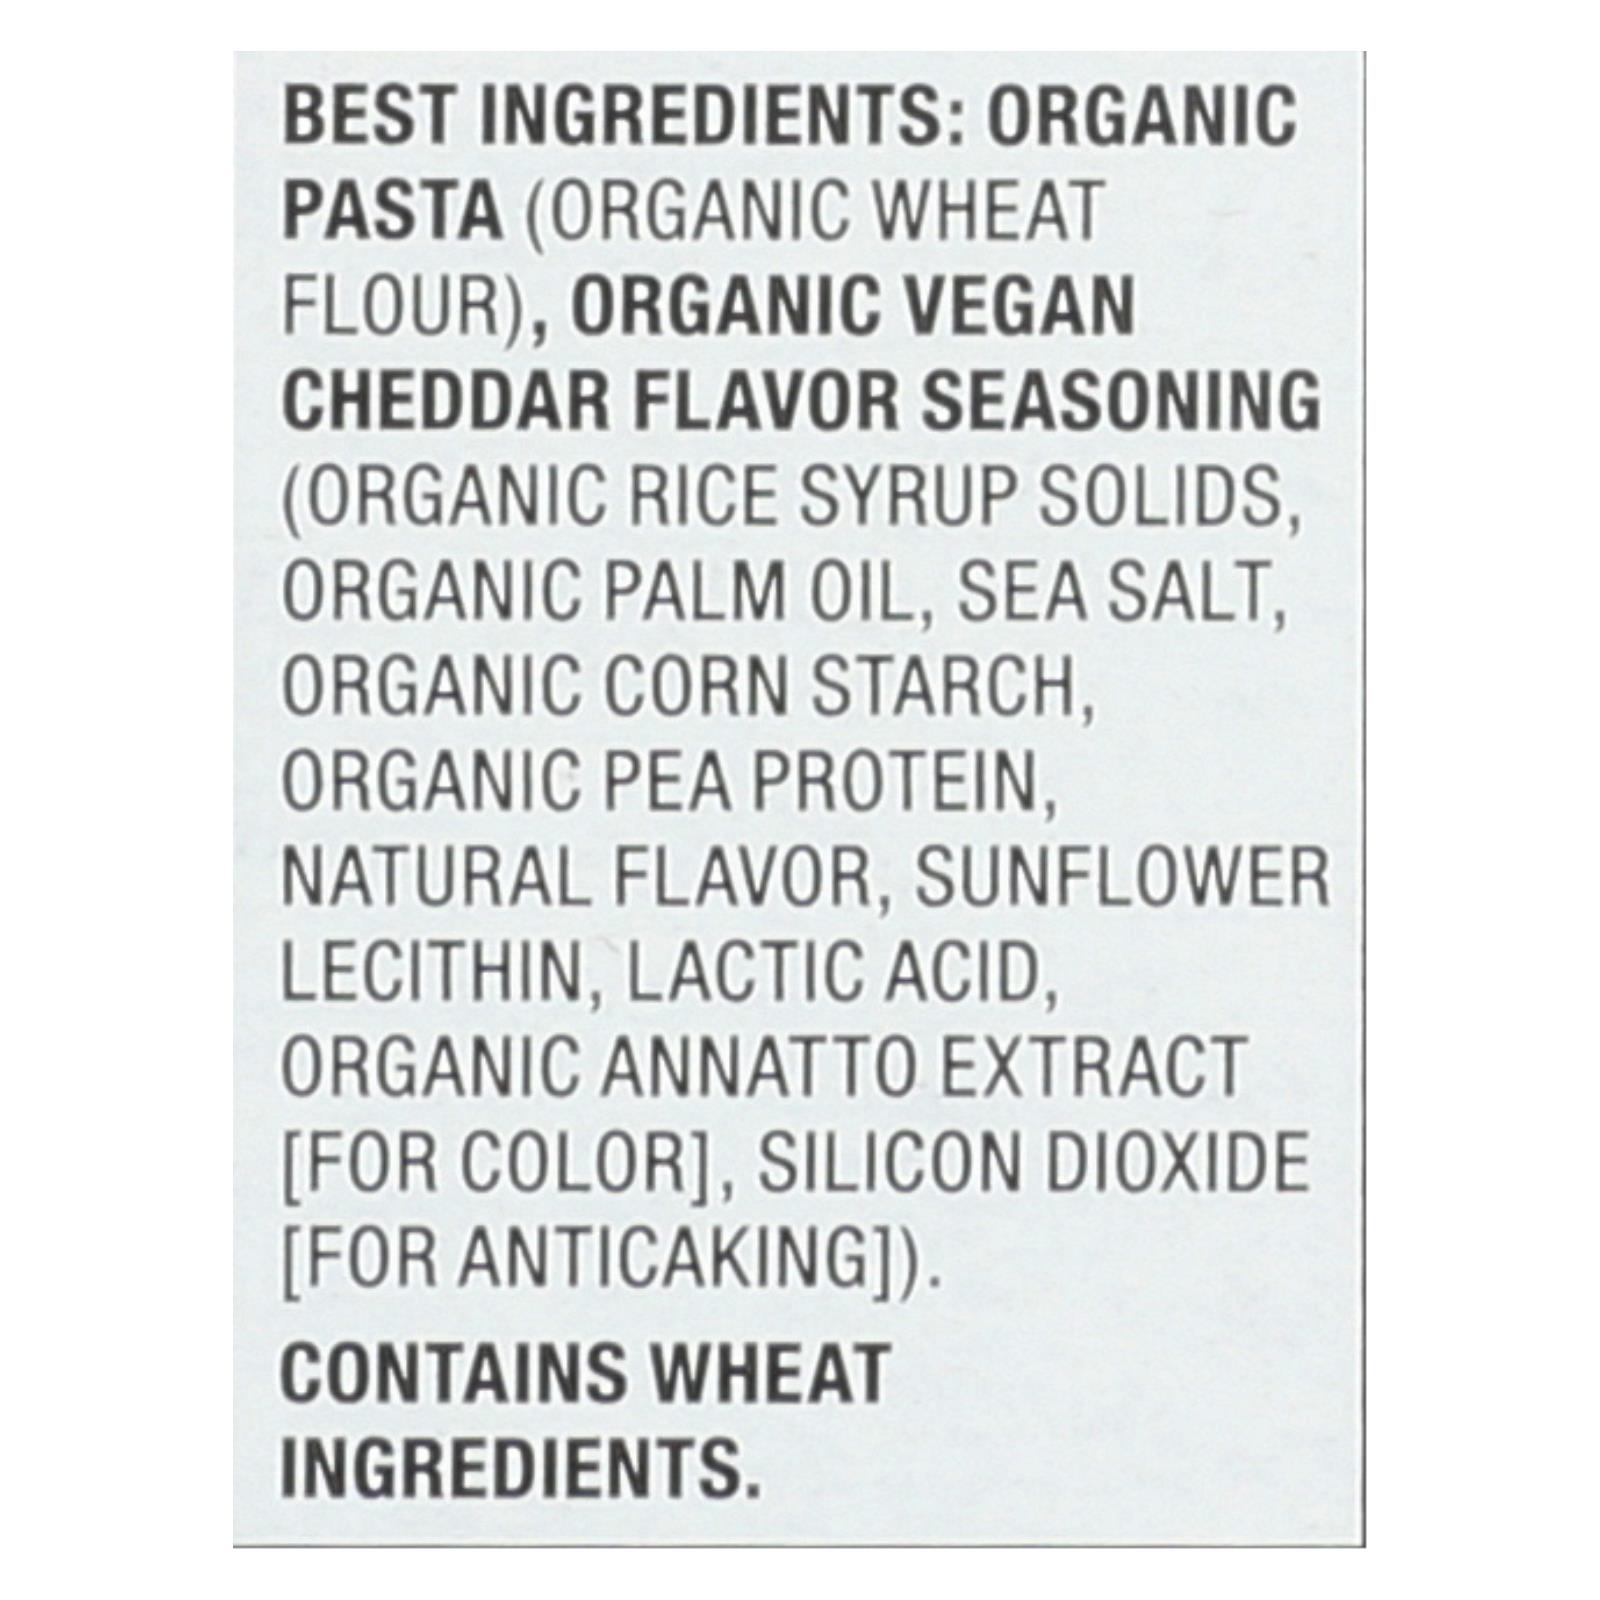 BEST INGREDIENTS: ORGANIC
PASTA (ORGANIC WHEAT
FLOUR), ORGANIC VEGAN
CHEDDAR FLAVOR SEASONING
(ORGANIC RICE SYRUP SOLIDS,
ORGANIC PALM OIL, SEA SALT,
ORGANIC CORN STARCH,
ORGANIC PEA PROTEIN,
NATURAL FLAVOR, SUNFLOWER
LECITHIN, LACTIC ACID,
ORGANIC ANNATTO EXTRACT
[FOR COLOR], SILICON DIOXIDE
[FOR ANTICAKING]).
CONTAINS WHEAT
INGREDIENTS.